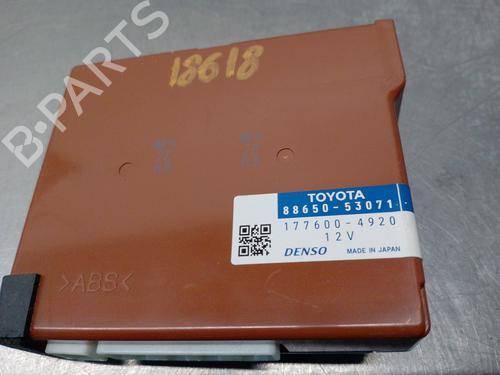 18618
B-PARTS
TOYOTA
88650-53071
177600-4920
12V
DENSO MADE IN JAPAN
>ABS<